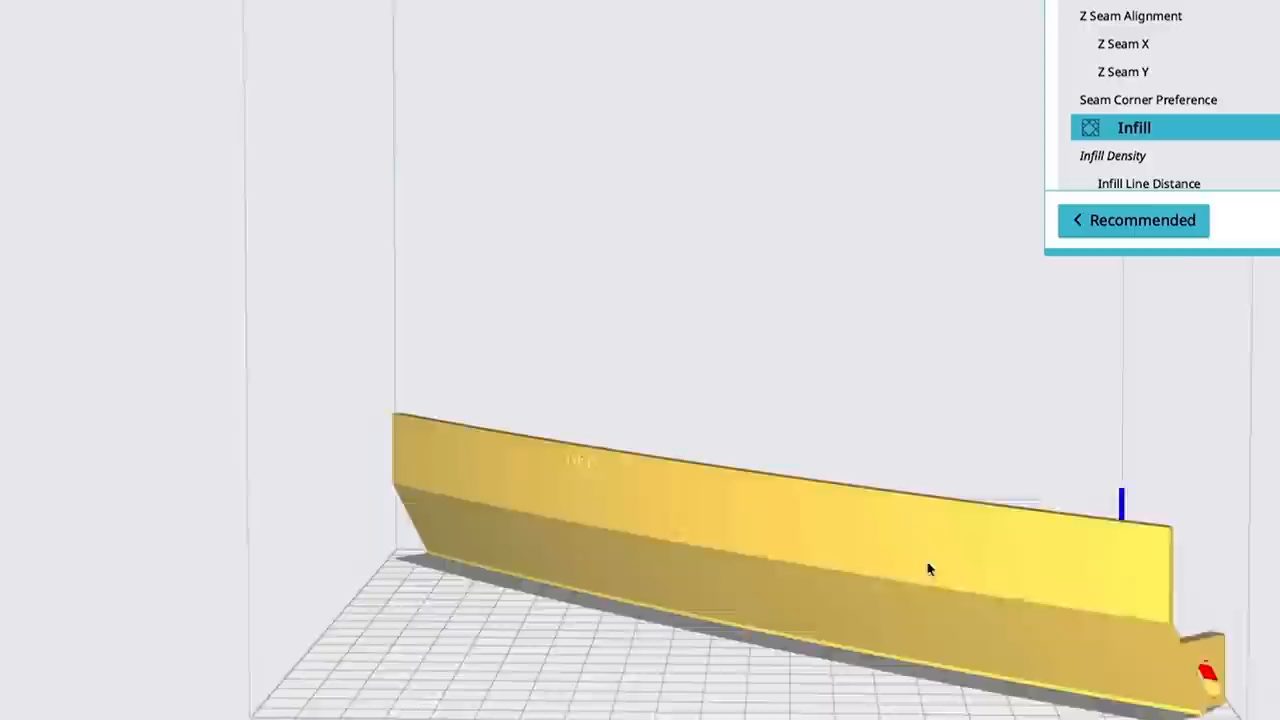 Z Seam Alignment
Z Seam X
Z Seam Y
Seam Corner Preference
Infill
Infill Density
Infill Line Distance
Recommended